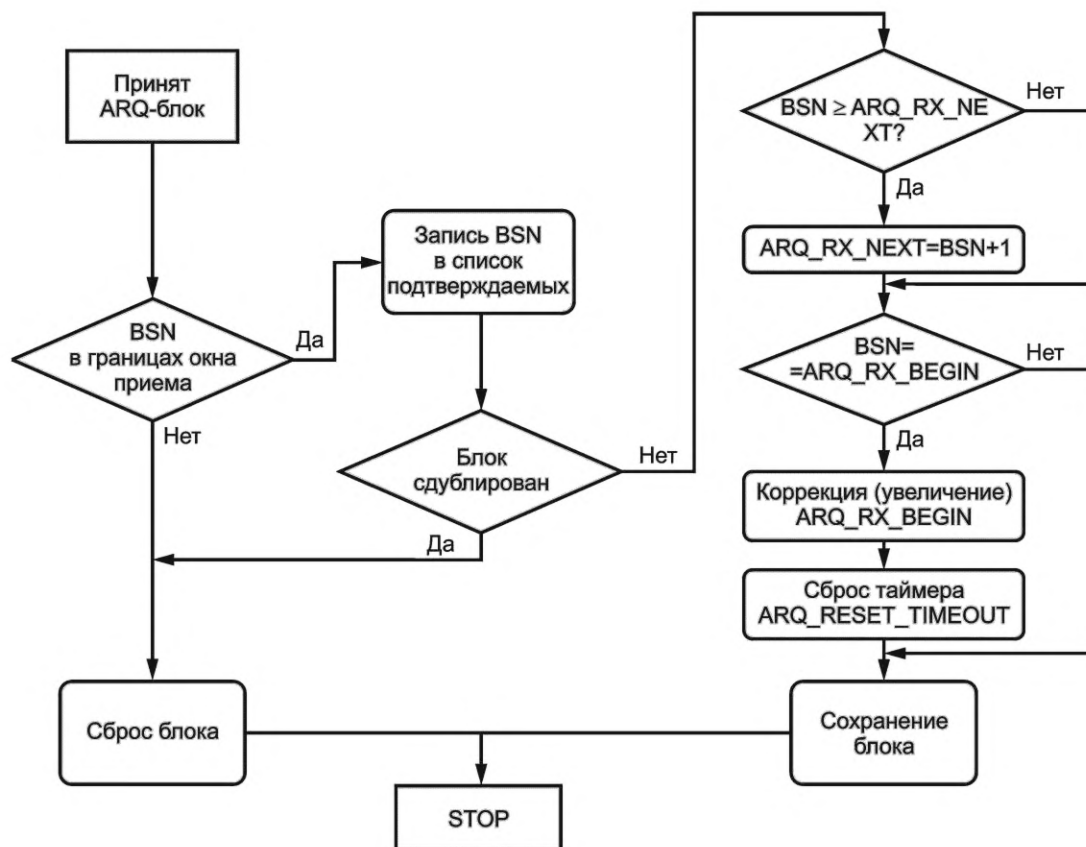 Принят
ARQ-блок
BSN
в границах окна
приема
Да
Нет
Запись BSN
в список
подтверждаемых
Блок
сдублирован
Нет
Да
BSN ≥ ARQ_RX_NE
XT?
Нет
Да
ARQ_RX_NEXT=BSN+1
BSN=
=ARQ_RX_BEGIN
Нет
Да
Коррекция (увеличение)
ARQ_RX_BEGIN
Сброс таймера
ARQ_RESET_TIMEOUT
Сброс блока
Сохранение
блока
STOP